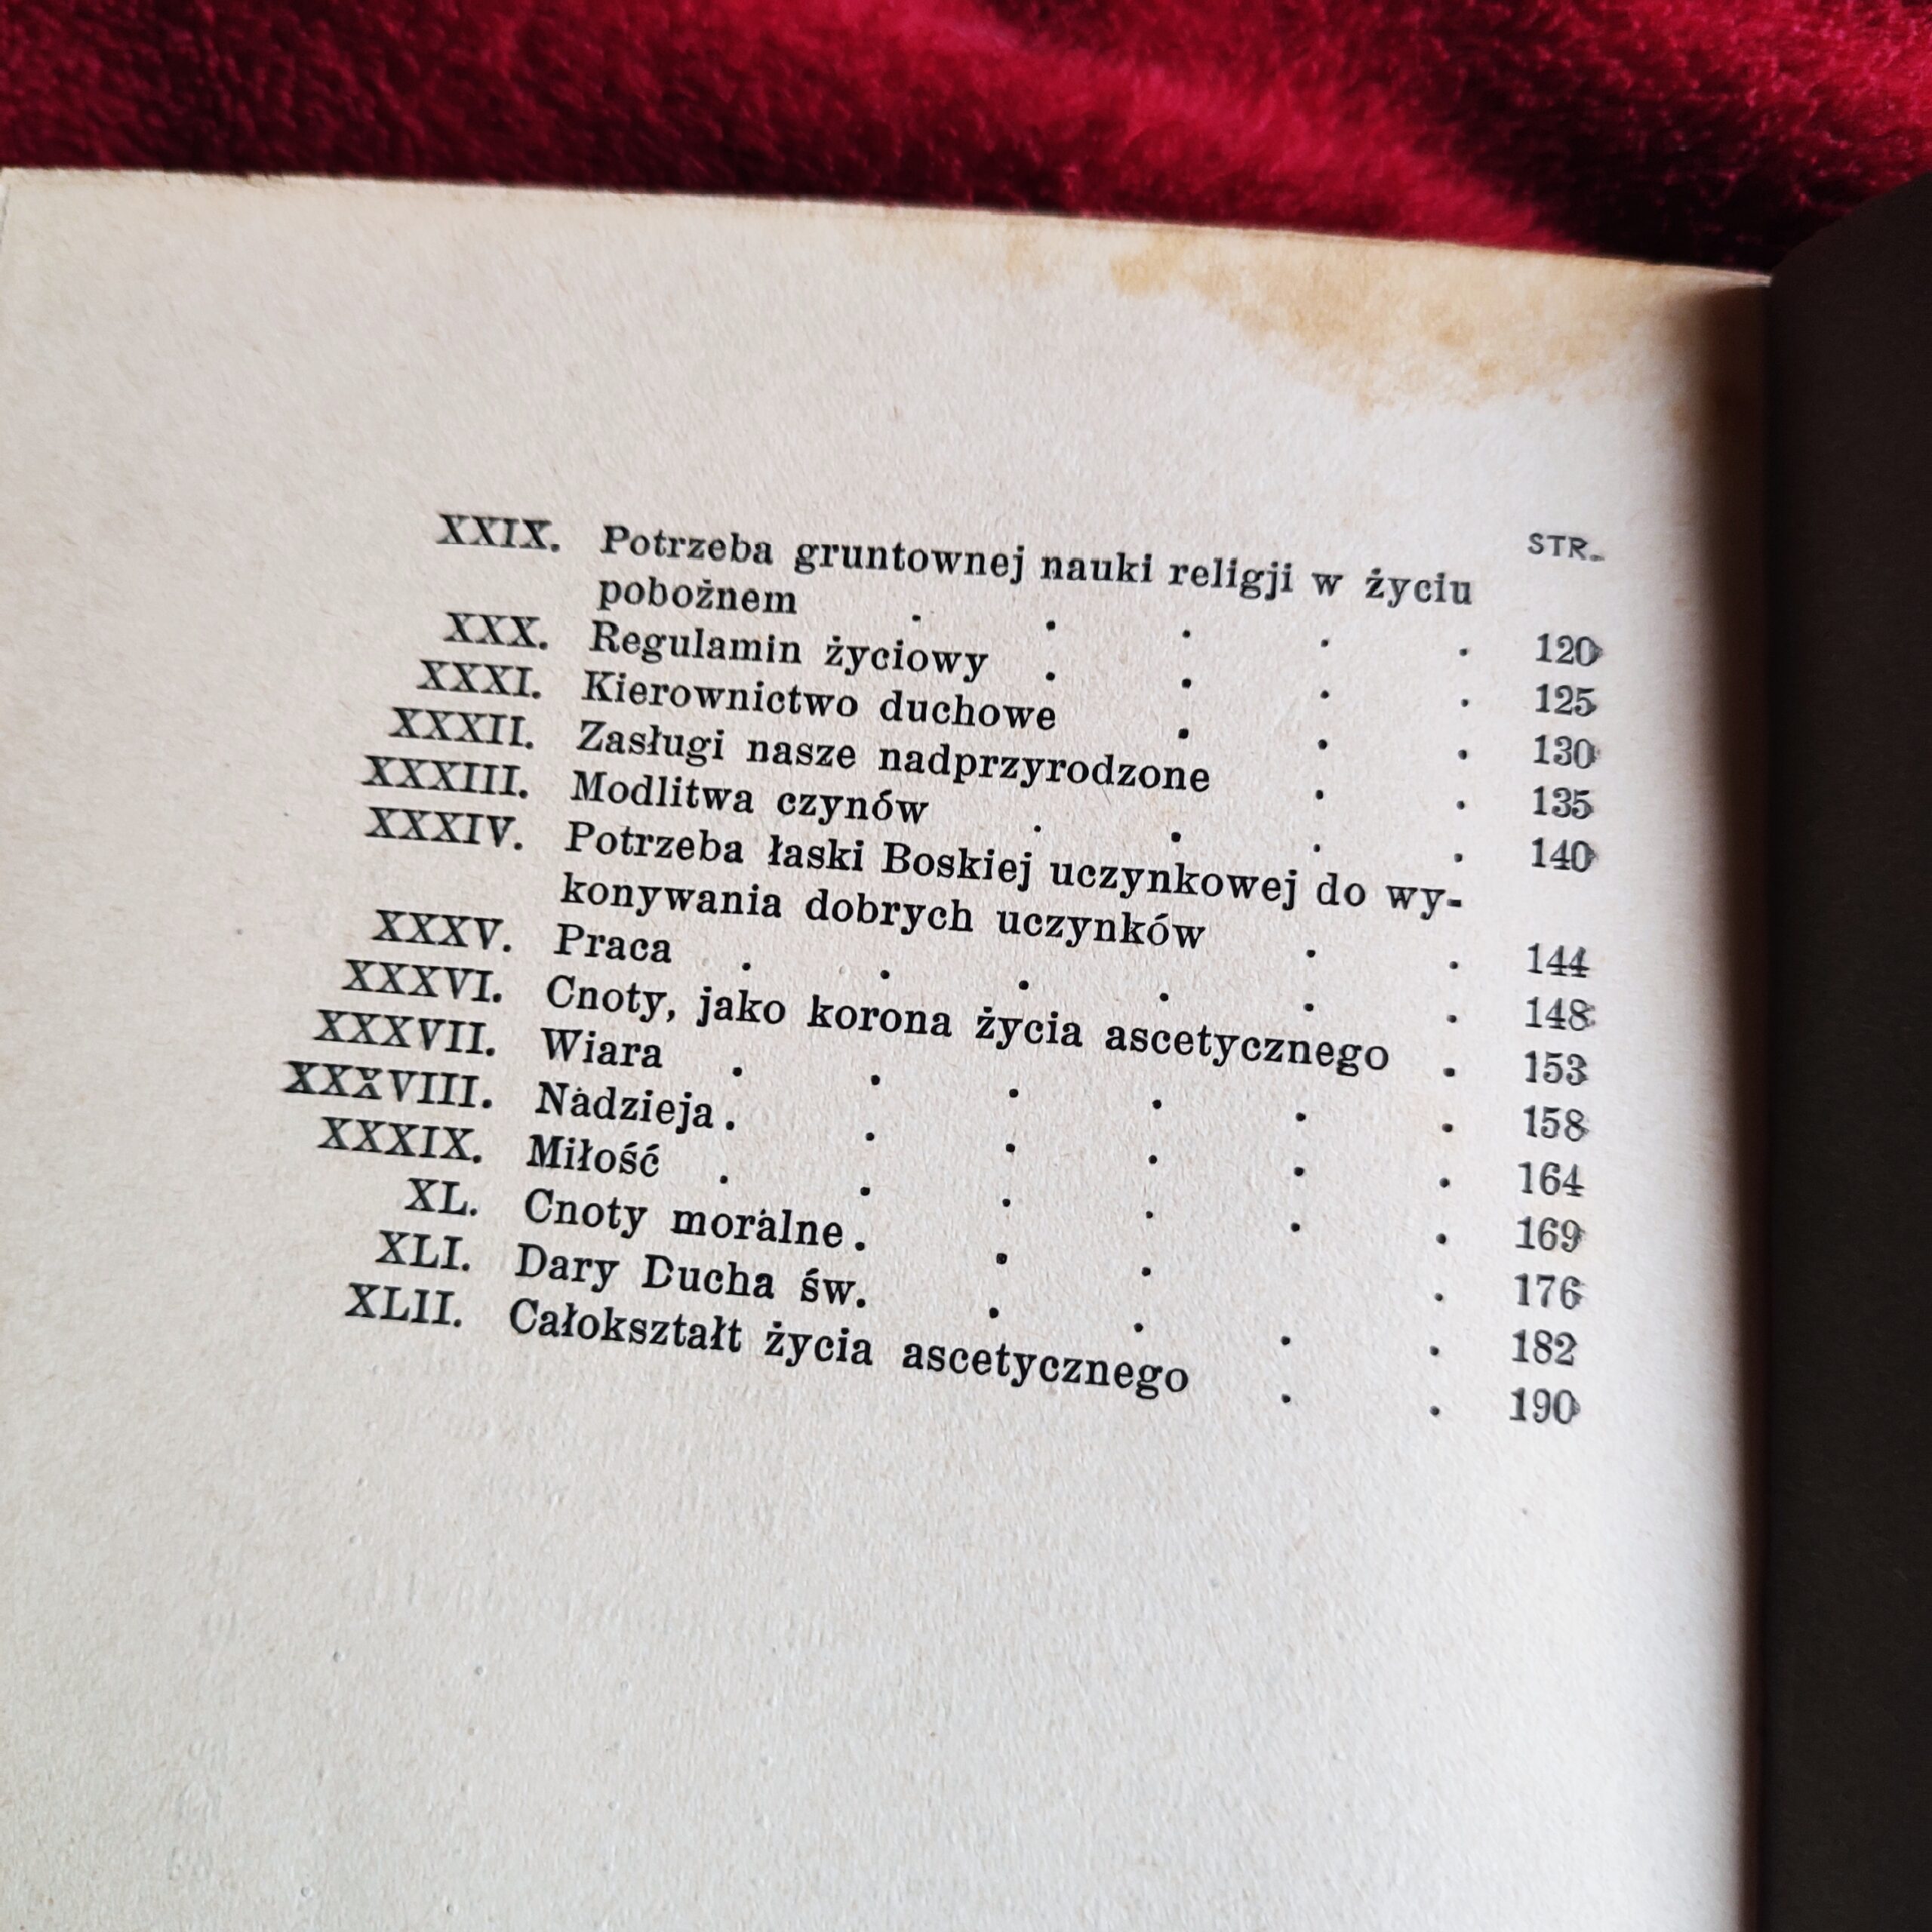 STR.
XXIX. Potrzeba gruntownej nauki religji w życiu
pobożnem . . . . . 120
XXX. Regulamin życiowy . . . . 125
XXXI. Kierownictwo duchowe . . . 130
XXXII. Zasługi nasze nadprzyrodzone . . 135
XXXIII. Modlitwa czynów . . . . 140
XXXIV. Potrzeba łaski Boskiej uczynkowej do wy-
konywania dobrych uczynków . . 144
XXXV. Praca . . . . . . 148
XXXVI. Cnoty, jako korona życia ascetycznego . 153
XXXVII. Wiara . . . . . . 158
XXXVIII. Nadzieja . . . . . . 164
XXXIX. Miłość . . . . . . 169
XL. Cnoty moralne . . . . 176
XLI. Dary Ducha św. . . . . 182
XLII. Całokształt życia ascetycznego . . 190